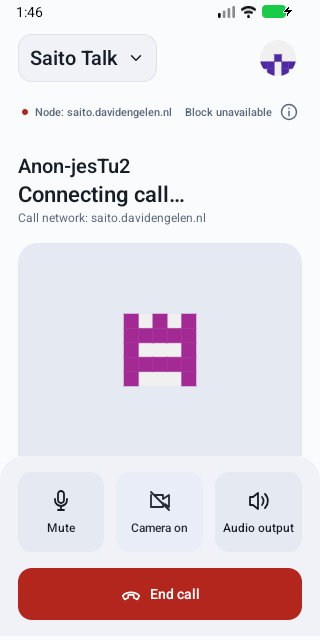 1:46
Saito Talk
Node: saito.davidengelen.nl Block unavailable
Anon-jesTu2
Connecting call...
Call network: saito.davidengelen.nl
Mute Camera on Audio output
End call